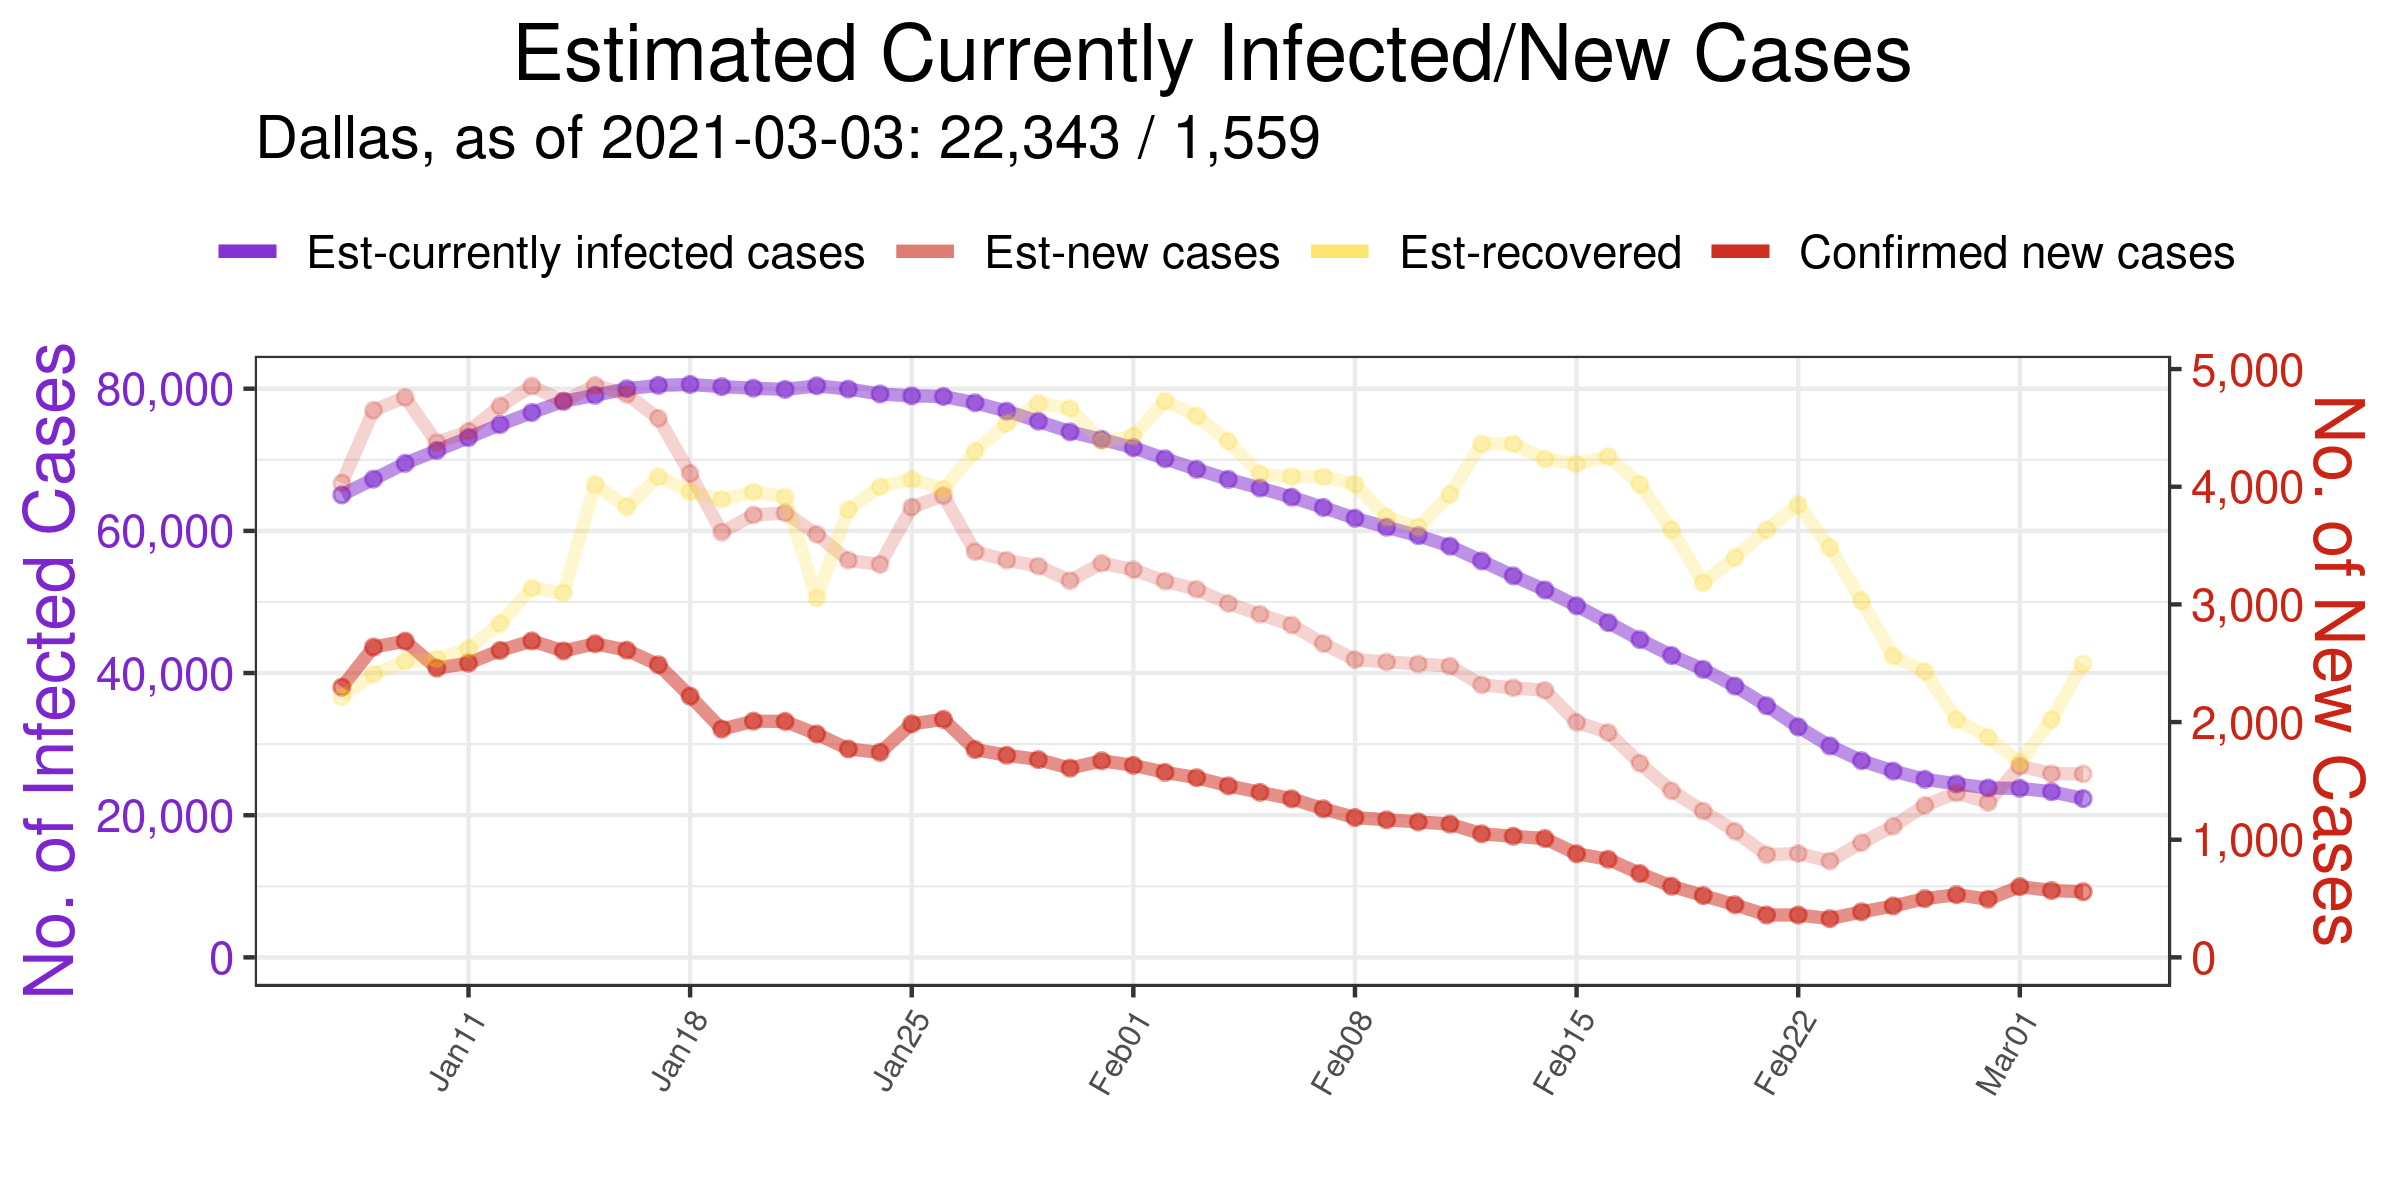 Estimated Currently Infected/New Cases
Dallas, as of 2021-03-03: 22,343 / 1,559
Est-currently infected cases Est-new cases Est-recovered Confirmed new cases
No. of Infected Cases
80,000
60,000
40,000
20,000
0
5,000
4,000
3,000
2,000
1,000
0
No. of New Cases
Jan11 Jan18 Jan25 Feb01 Feb08 Feb15 Feb22 Mar01